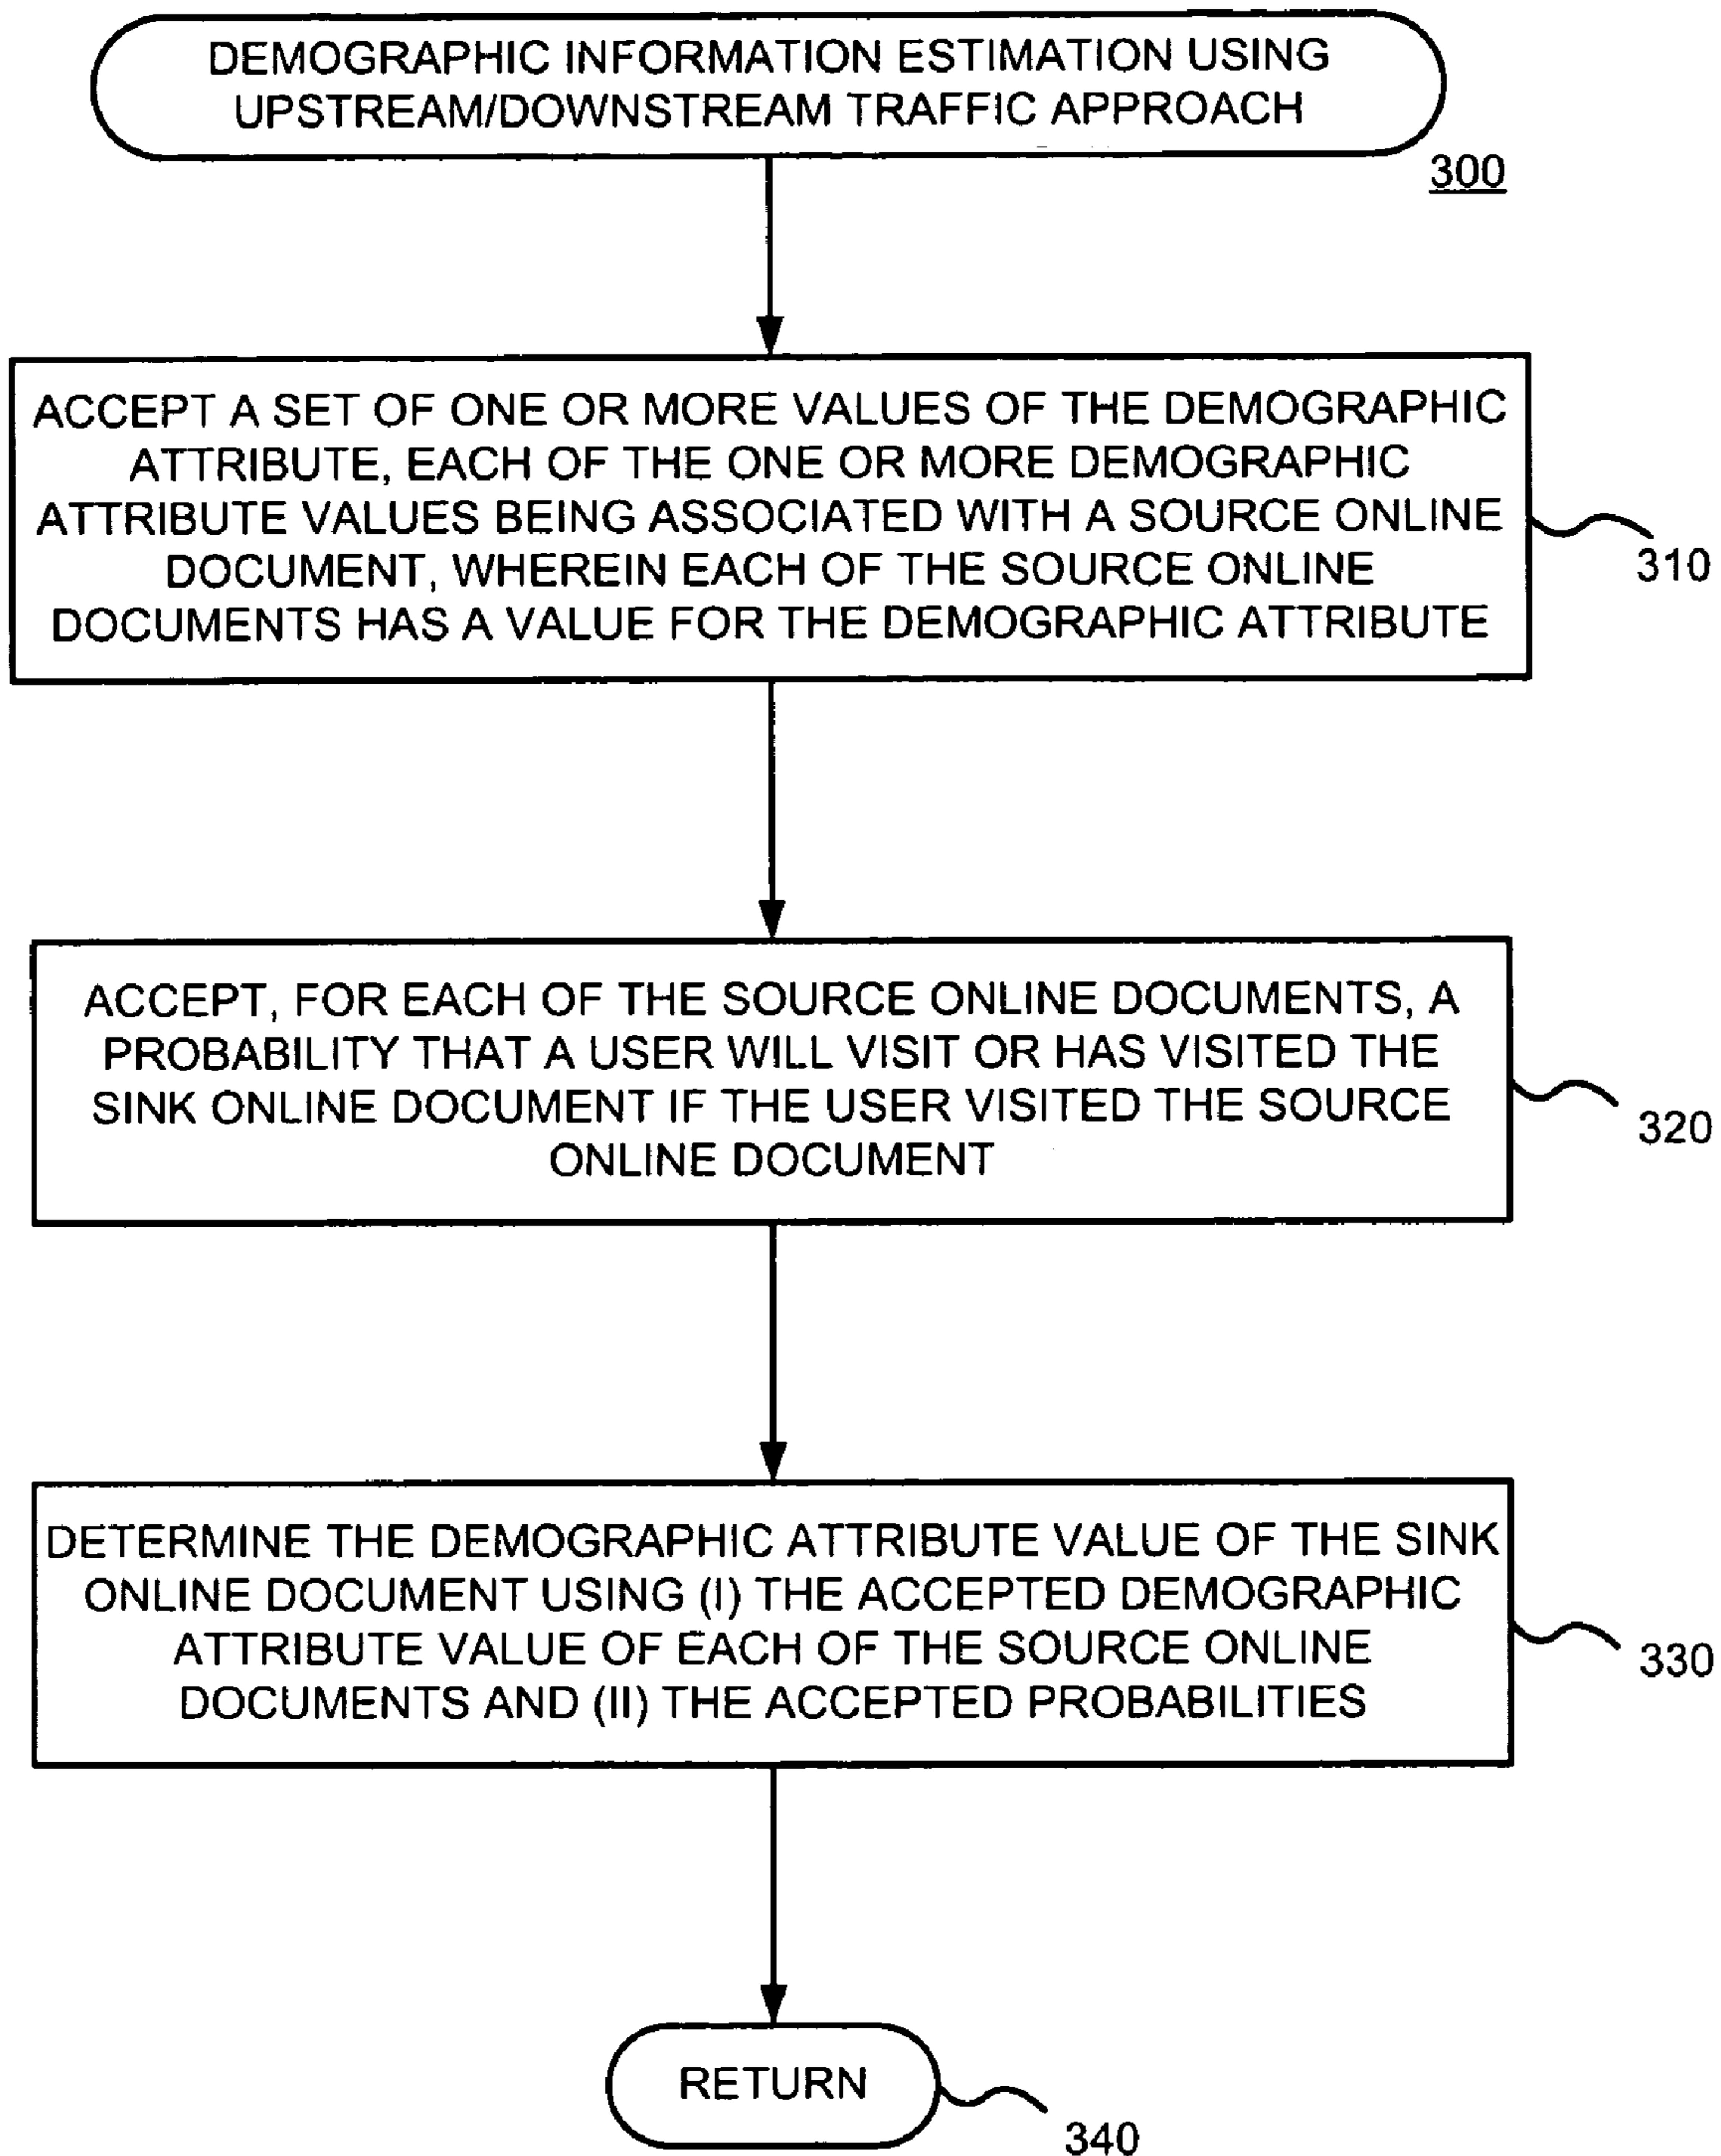 DEMOGRAPHIC INFORMATION ESTIMATION USING
UPSTREAM/DOWNSTREAM TRAFFIC APPROACH
300
ACCEPT A SET OF ONE OR MORE VALUES OF THE DEMOGRAPHIC
ATTRIBUTE, EACH OF THE ONE OR MORE DEMOGRAPHIC
ATTRIBUTE VALUES BEING ASSOCIATED WITH A SOURCE ONLINE
DOCUMENT, WHEREIN EACH OF THE SOURCE ONLINE
DOCUMENTS HAS A VALUE FOR THE DEMOGRAPHIC ATTRIBUTE
310
ACCEPT, FOR EACH OF THE SOURCE ONLINE DOCUMENTS, A
PROBABILITY THAT A USER WILL VISIT OR HAS VISITED THE
SINK ONLINE DOCUMENT IF THE USER VISITED THE SOURCE
ONLINE DOCUMENT
320
DETERMINE THE DEMOGRAPHIC ATTRIBUTE VALUE OF THE SINK
ONLINE DOCUMENT USING (I) THE ACCEPTED DEMOGRAPHIC
ATTRIBUTE VALUE OF EACH OF THE SOURCE ONLINE
DOCUMENTS AND (II) THE ACCEPTED PROBABILITIES
330
RETURN
340